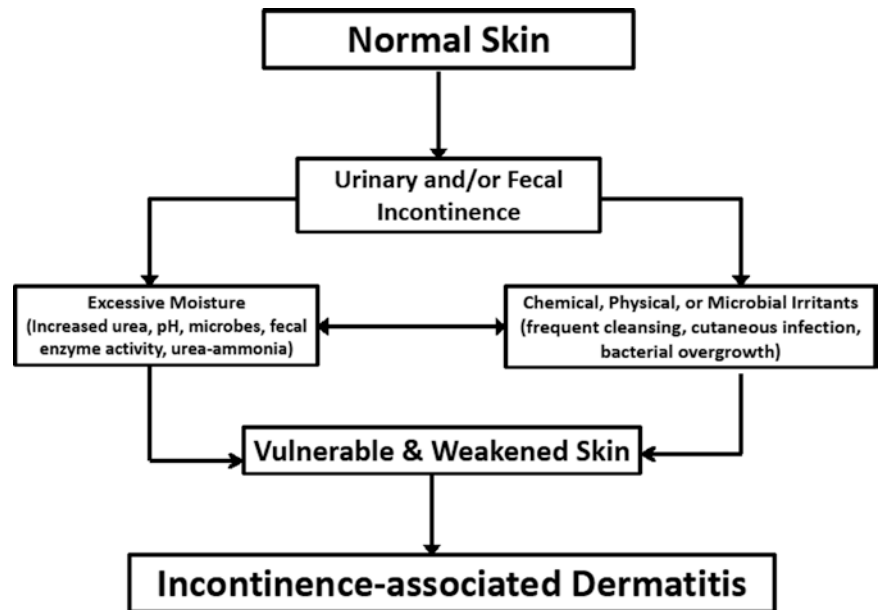 Normal Skin
Urinary and/or Fecal
Incontinence
Excessive Moisture
(Increased urea, pH, microbes, fecal
enzyme activity, urea-ammonia)
Chemical, Physical, or Microbial Irritants
(frequent cleansing, cutaneous infection,
bacterial overgrowth)
Vulnerable & Weakened Skin
Incontinence-associated Dermatitis